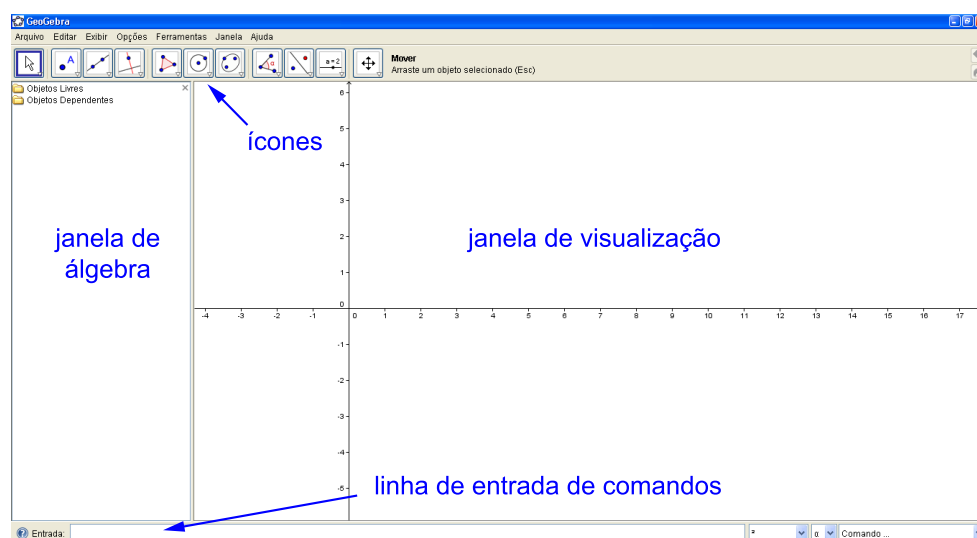 GeoGebra
Arquivo Editar Exibir Opções Ferramentas Janela Ajuda
A
α
a=2
Mover
Arraste um objeto selecionado (Esc)
Objetos Livres
Objetos Dependentes
ícones
janela de
álgebra
janela de visualização
6
5
4
3
2
1
0
-4 -3 -2 -1 0 1 2 3 4 5 6 7 8 9 10 11 12 13 14 15 16 17
-1
-2
-3
-4
-5
linha de entrada de comandos
Entrada:
α
Comando ...